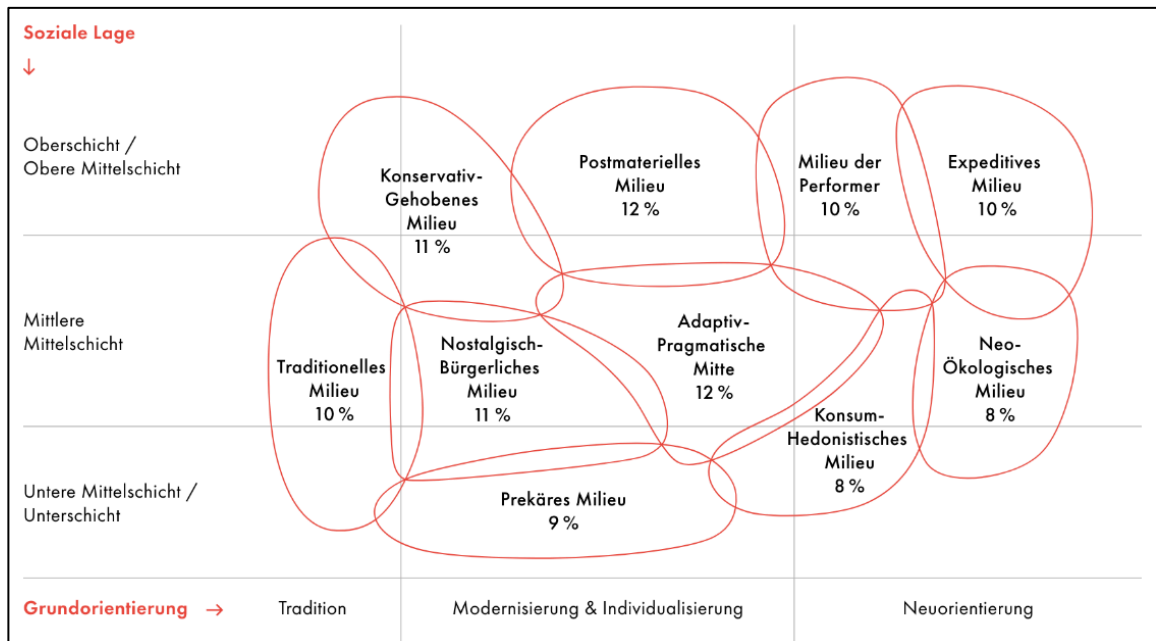 Soziale Lage
↓
Oberschicht /
Obere Mittelschicht
Konservativ-
Gehobenes
Milieu
11 %
Postmaterielles
Milieu
12 %
Milieu der
Performer
10 %
Expeditives
Milieu
10 %
Mittlere
Mittelschicht
Traditionelles
Milieu
10 %
Nostalgisch-
Bürgerliches
Milieu
11 %
Adaptiv-
Pragmatische
Mitte
12 %
Neo-
Ökologisches
Milieu
8 %
Konsum-
Hedonistisches
Milieu
8 %
Untere Mittelschicht /
Unterschicht
Prekäres Milieu
9 %
Grundorientierung →
Tradition
Modernisierung & Individualisierung
Neuorientierung